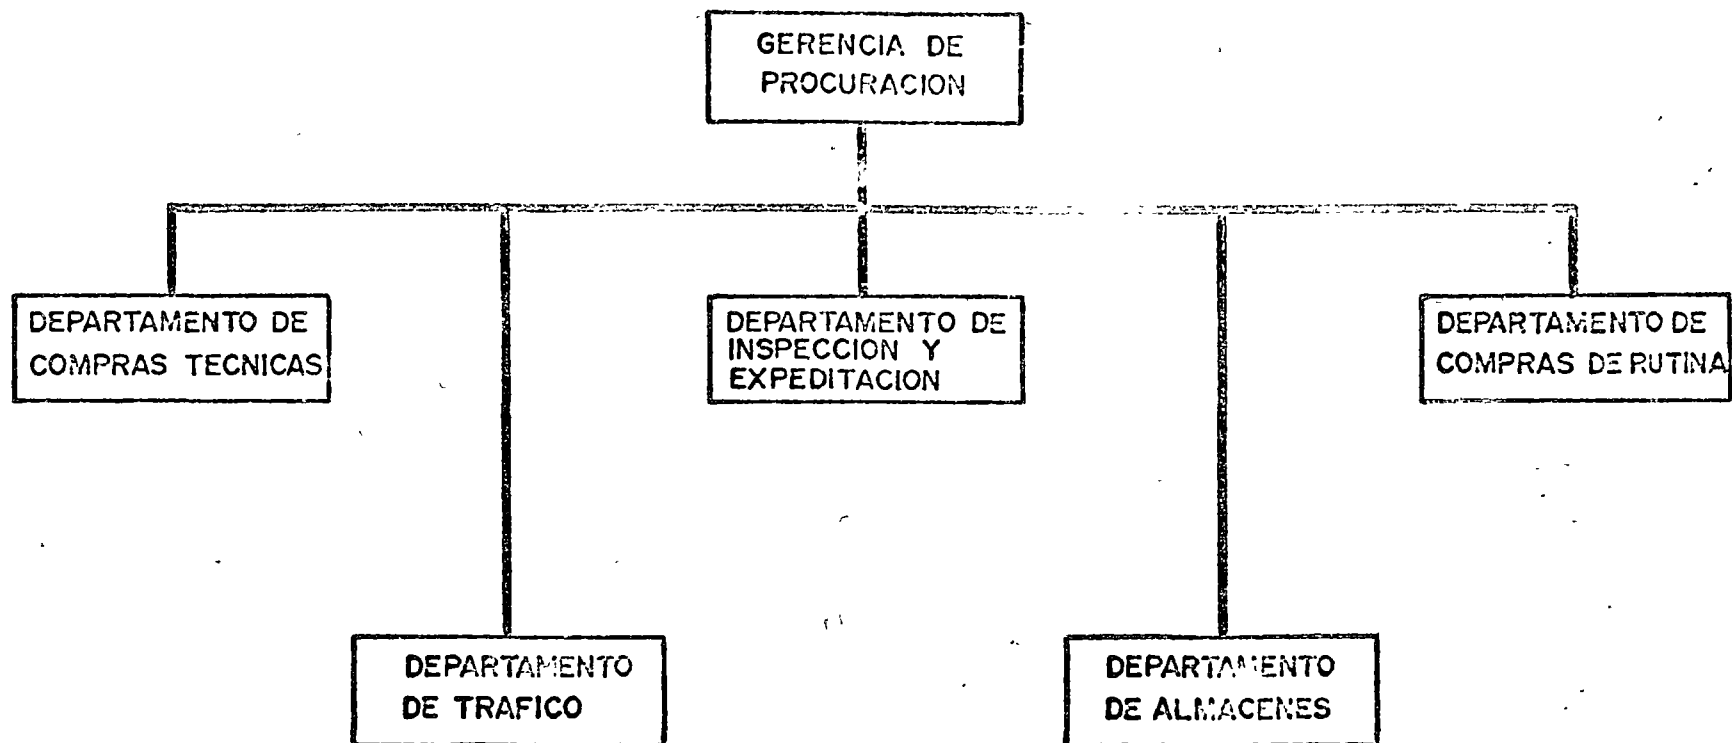 GERENCIA DE
PROCURACION
DEPARTAMENTO DE
COMPRAS TECNICAS
DEPARTAMENTO DE
INSPECCION Y
EXPEDITACION
DEPARTAMENTO DE
COMPRAS DE RUTINA
DEPARTAMENTO
DE TRAFICO
DEPARTAMENTO
DE ALMACENES